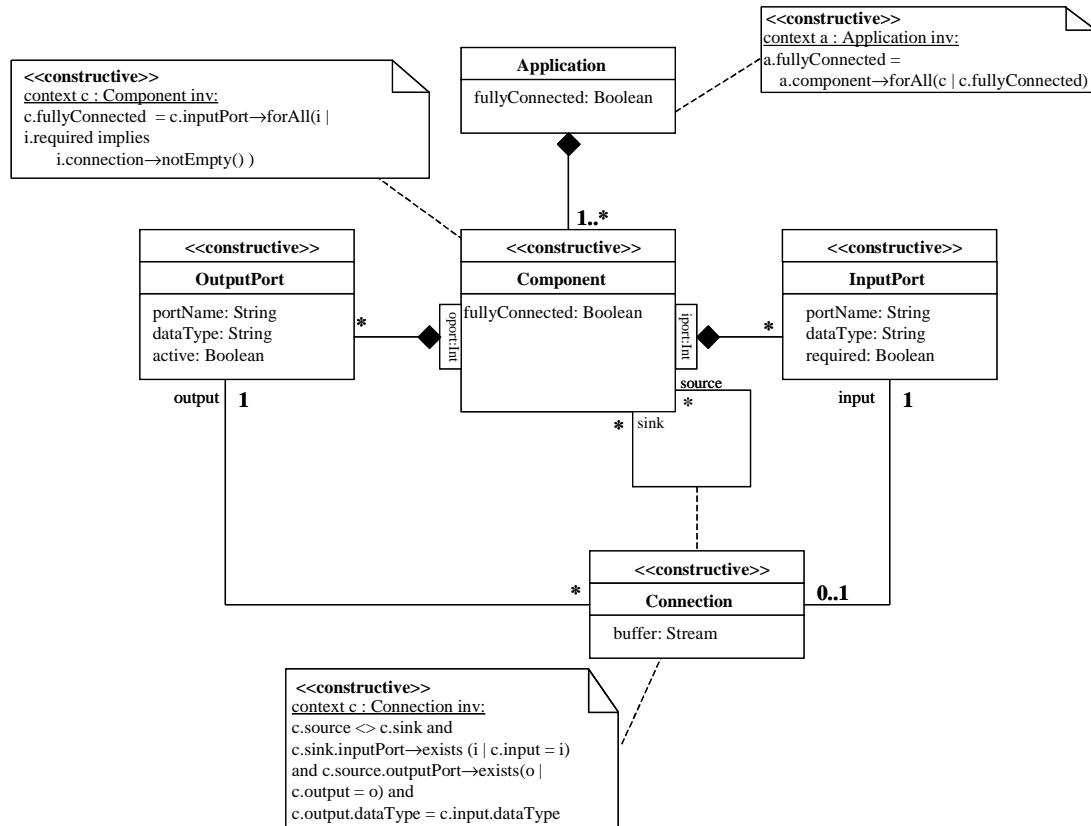 <<constructive>>
context a : Application inv:
a.fullyConnected =
a.component→forAll(c | c.fullyConnected)
Application
fullyConnected: Boolean
<<constructive>>
context c : Component inv:
c.fullyConnected = c.inputPort→forAll(i |
i.required implies
i.connection→notEmpty() )
1..*
<<constructive>>
OutputPort
portName: String
dataType: String
active: Boolean
<<constructive>>
Component
fullyConnected: Boolean
<<constructive>>
InputPort
portName: String
dataType: String
required: Boolean
*
oport:Int
iport:Int
*
output
1
source
*
*
sink
input
1
*
<<constructive>>
Connection
buffer: Stream
0..1
<<constructive>>
context c : Connection inv:
c.source <> c.sink and
c.sink.inputPort→exists (i | c.input = i)
and c.source.outputPort→exists(o |
c.output = o) and
c.output.dataType = c.input.dataType